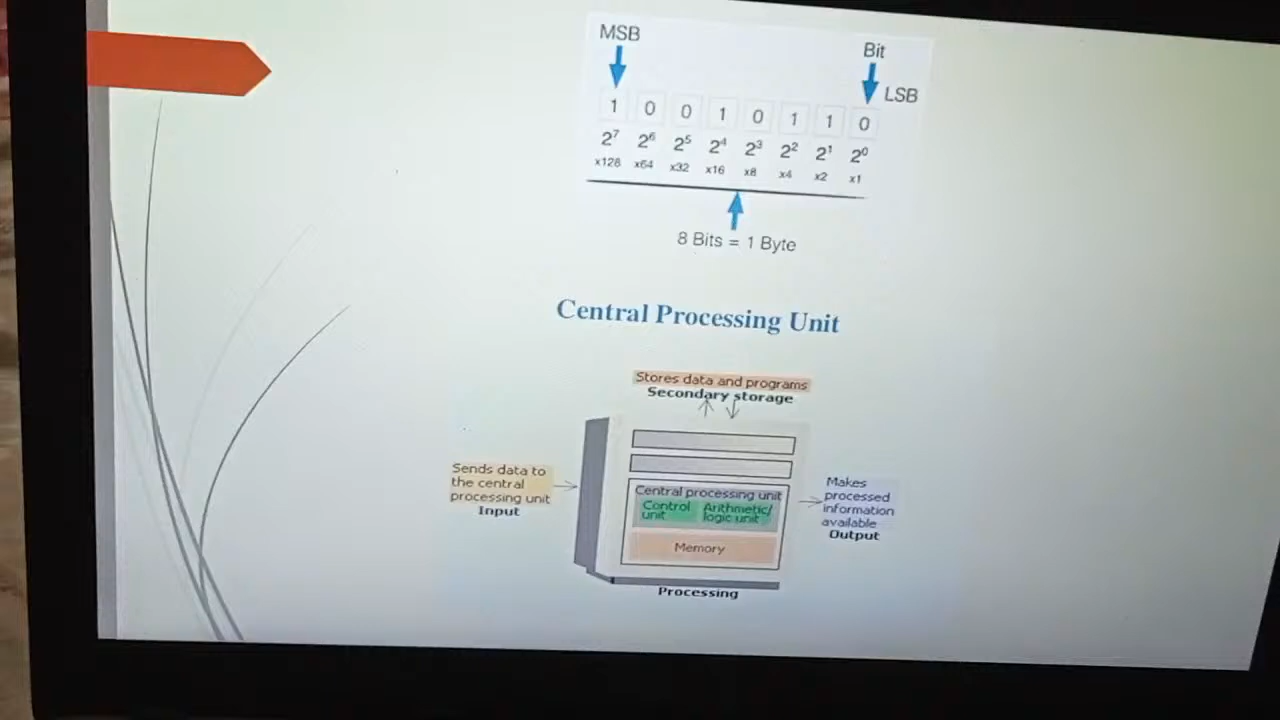 MSB
Bit
LSB
1 0 0 1 0 1 1 0
2⁷ 2⁶ 2⁵ 2⁴ 2³ 2² 2¹ 2⁰
x128 x64 x32 x16 x8 x4 x2 x1
8 Bits = 1 Byte
Central Processing Unit
Stores data and programs
Secondary storage
Sends data to
the central
processing unit
Input
Central processing unit
Control
unit
Arithmetic/
logic unit
Memory
Processing
Makes
processed
information
available
Output